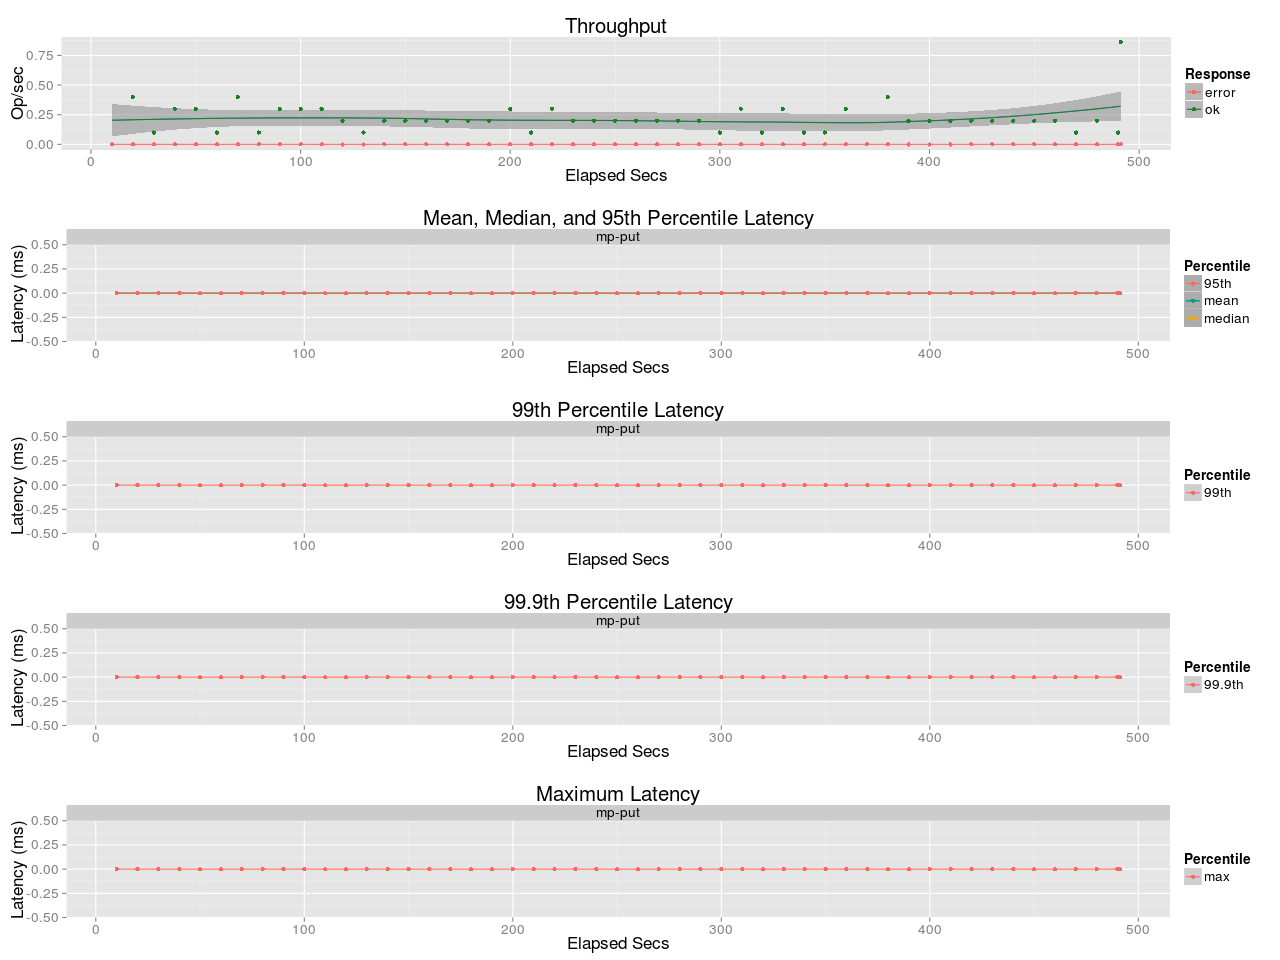 Throughput
Op/sec
0.75
0.50
0.25
0.00
0 100 200 300 400 500
Elapsed Secs
Response
error
ok
Mean, Median, and 95th Percentile Latency
mp-put
Latency (ms)
0.50
0.25
0.00
-0.25
-0.50
0 100 200 300 400 500
Elapsed Secs
Percentile
95th
mean
median
99th Percentile Latency
mp-put
Latency (ms)
0.50
0.25
0.00
-0.25
-0.50
0 100 200 300 400 500
Elapsed Secs
Percentile
99th
99.9th Percentile Latency
mp-put
Latency (ms)
0.50
0.25
0.00
-0.25
-0.50
0 100 200 300 400 500
Elapsed Secs
Percentile
99.9th
Maximum Latency
mp-put
Latency (ms)
0.50
0.25
0.00
-0.25
-0.50
0 100 200 300 400 500
Elapsed Secs
Percentile
max